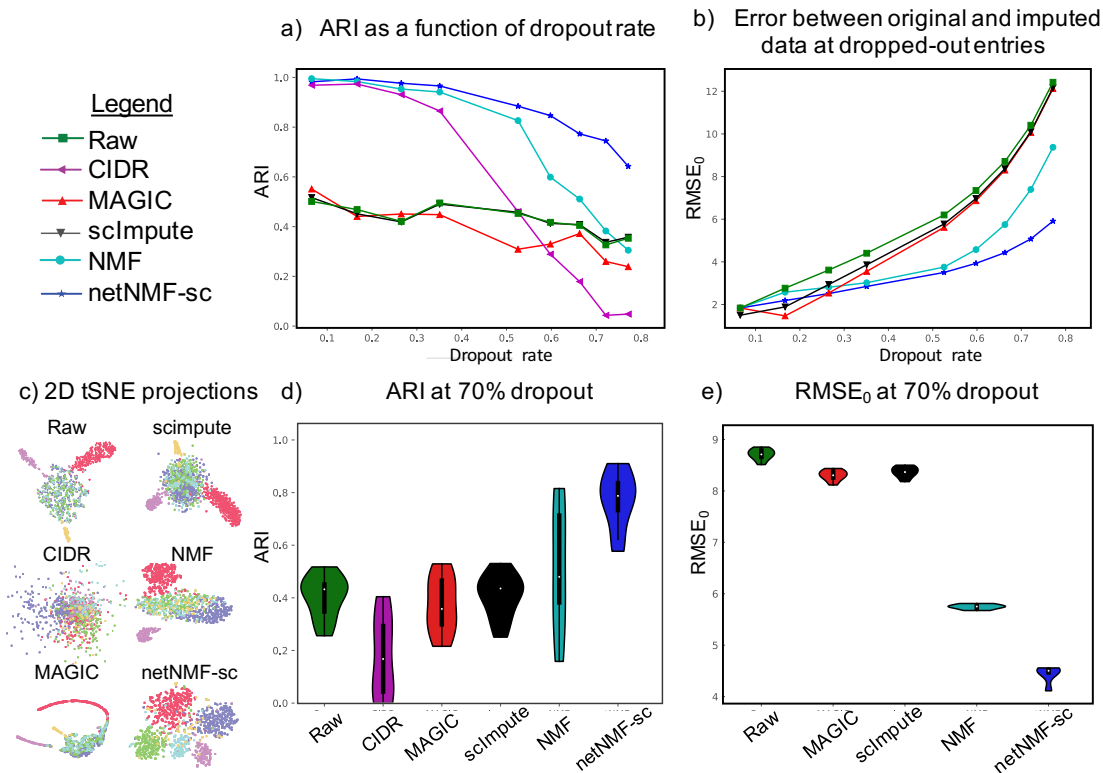 a) ARI as a function of dropout rate
b) Error between original and imputed
data at dropped-out entries
Legend
Raw
CIDR
MAGIC
scImpute
NMF
netNMF-sc
1.0
0.8
0.6
0.4
0.2
0.0
ARI
0.1 0.2 0.3 0.4 0.5 0.6 0.7 0.8
Dropout rate
12
10
8
6
4
2
RMSE₀
0.1 0.2 0.3 0.4 0.5 0.6 0.7 0.8
Dropout rate
c) 2D tSNE projections
Raw scimpute
CIDR NMF
MAGIC netNMF-sc
d) ARI at 70% dropout
1.0
0.8
0.6
0.4
0.2
0.0
ARI
Raw CIDR MAGIC scImpute NMF netNMF-sc
e) RMSE₀ at 70% dropout
9
8
7
6
5
4
RMSE₀
Raw MAGIC scImpute NMF netNMF-sc